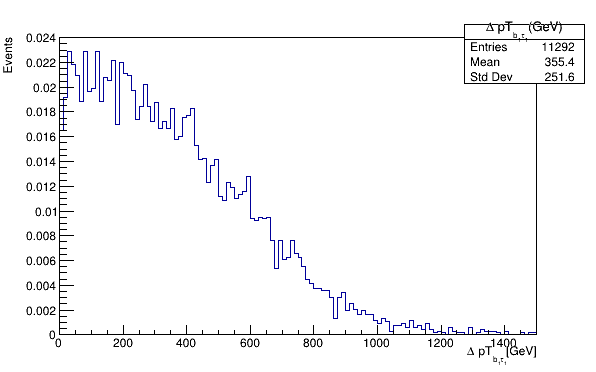 Δ pT_{b₁τ₁}(GeV)
Entries 11292
Mean 355.4
Std Dev 251.6
Events
0.024
0.022
0.02
0.018
0.016
0.014
0.012
0.01
0.008
0.006
0.004
0.002
0
0 200 400 600 800 1000 1200 1400
Δ pT_{b₁τ₁}[GeV]